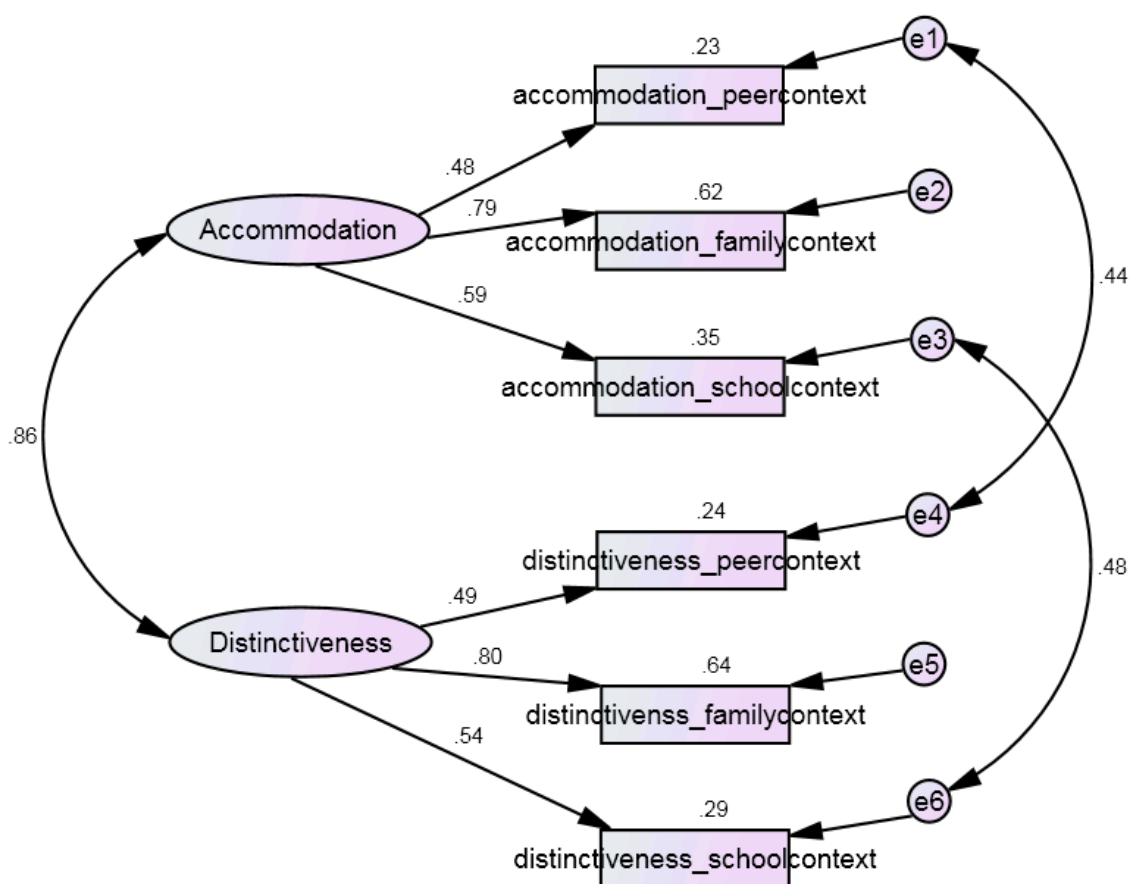 .23
e1
accommodation_peercontext
.48
.62
e2
.79
Accommodation
accommodation_familycontext
.44
.59
.35
e3
accommodation_schoolcontext
.86
.24
e4
distinctiveness_peercontext
.48
.49
Distinctiveness
.80
.64
e5
distinctivenss_familycontext
.54
.29
e6
distinctiveness_schoolcontext